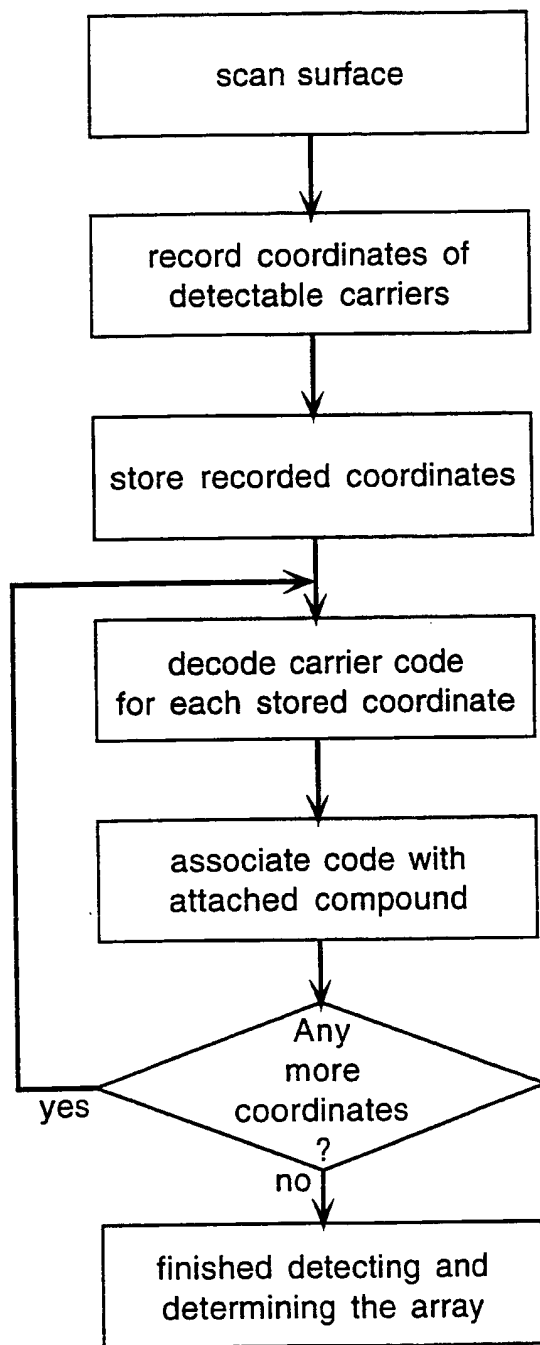 scan surface
record coordinates of
detectable carriers
store recorded coordinates
decode carrier code
for each stored coordinate
associate code with
attached compound
Any
more
coordinates
?
yes
no
finished detecting and
determining the array